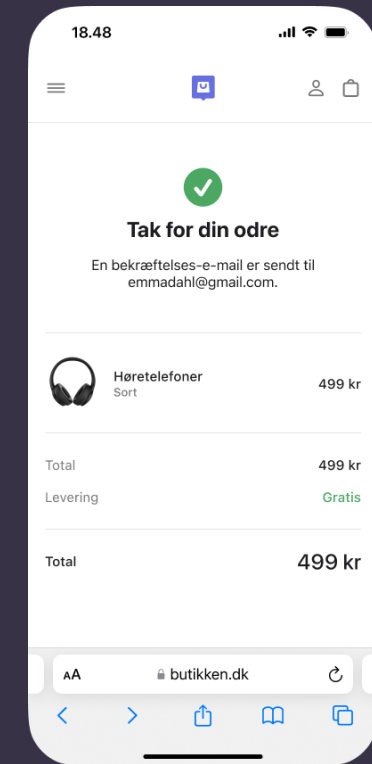 18.48
Tak for din odre
En bekræftelses-e-mail er sendt til
emmadahl@gmail.com.
Høretelefoner
Sort
499 kr
Total
499 kr
Levering
Gratis
Total
499 kr
AA
butikken.dk